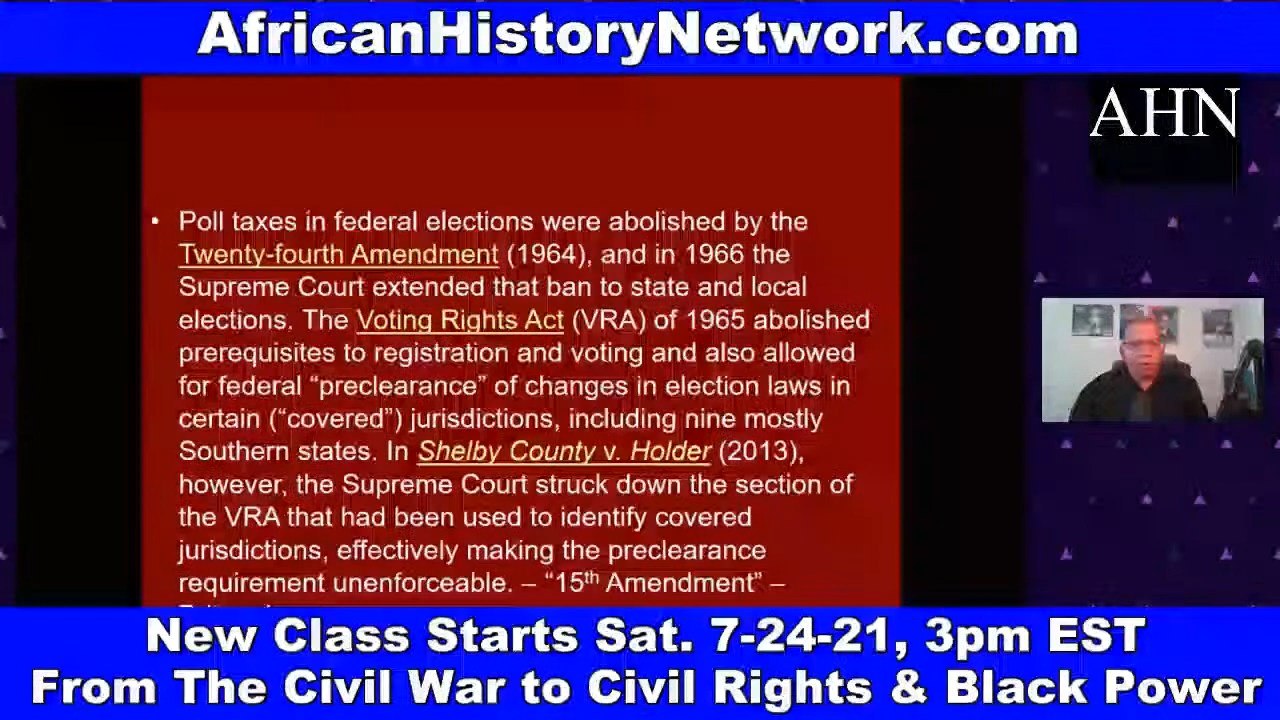 AfricanHistoryNetwork.com
AHN
• Poll taxes in federal elections were abolished by the
Twenty-fourth Amendment (1964), and in 1966 the
Supreme Court extended that ban to state and local
elections. The Voting Rights Act (VRA) of 1965 abolished
prerequisites to registration and voting and also allowed
for federal “preclearance” of changes in election laws in
certain (“covered”) jurisdictions, including nine mostly
Southern states. In Shelby County v. Holder (2013),
however, the Supreme Court struck down the section of
the VRA that had been used to identify covered
jurisdictions, effectively making the preclearance
requirement unenforceable. – “15th Amendment” –
New Class Starts Sat. 7-24-21, 3pm EST
From The Civil War to Civil Rights & Black Power